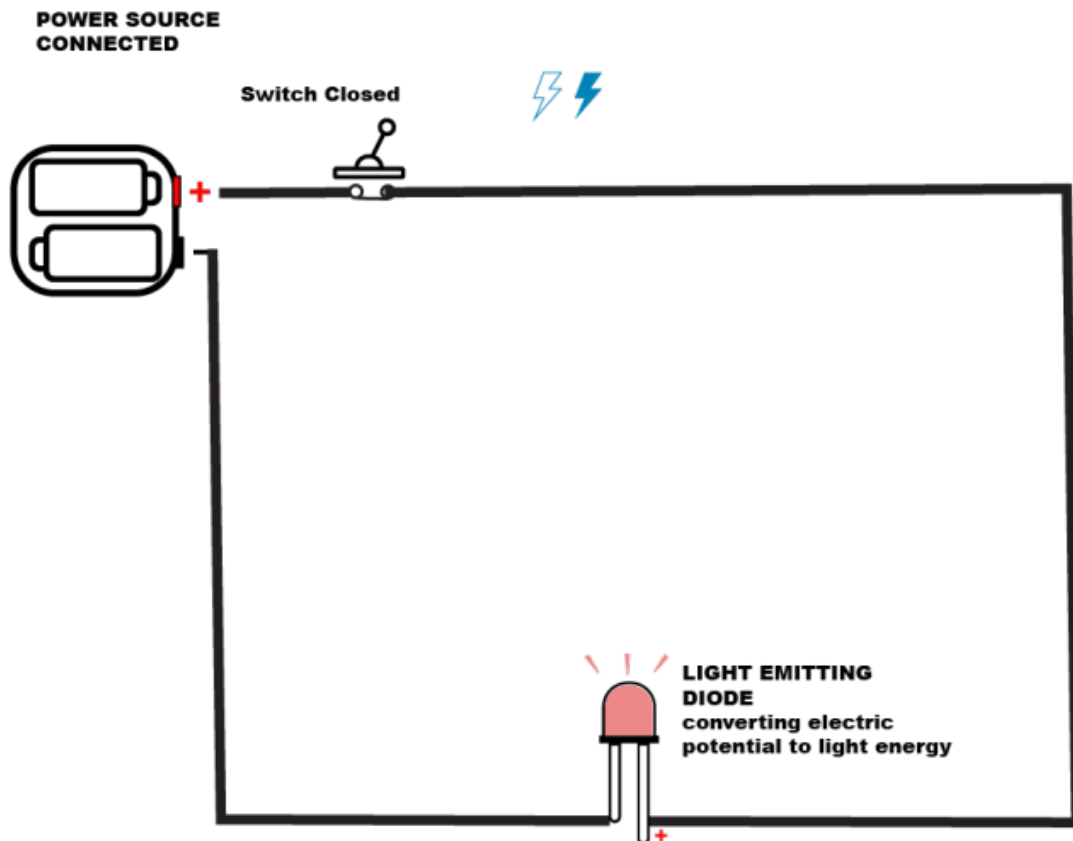 POWER SOURCE
CONNECTED
Switch Closed
+
-
LIGHT EMITTING
DIODE
converting electric
potential to light energy
+